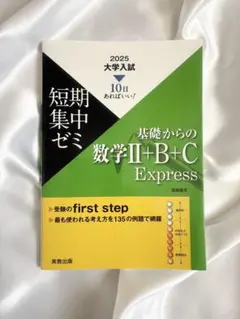 2025
大学入試
10日
あればいい！
短期
集中
ゼミ
基礎からの
数学Ⅱ+B+C
Express
▷受験のfirst step
▷最も使われる考え方を135の例題で網羅
実教出版